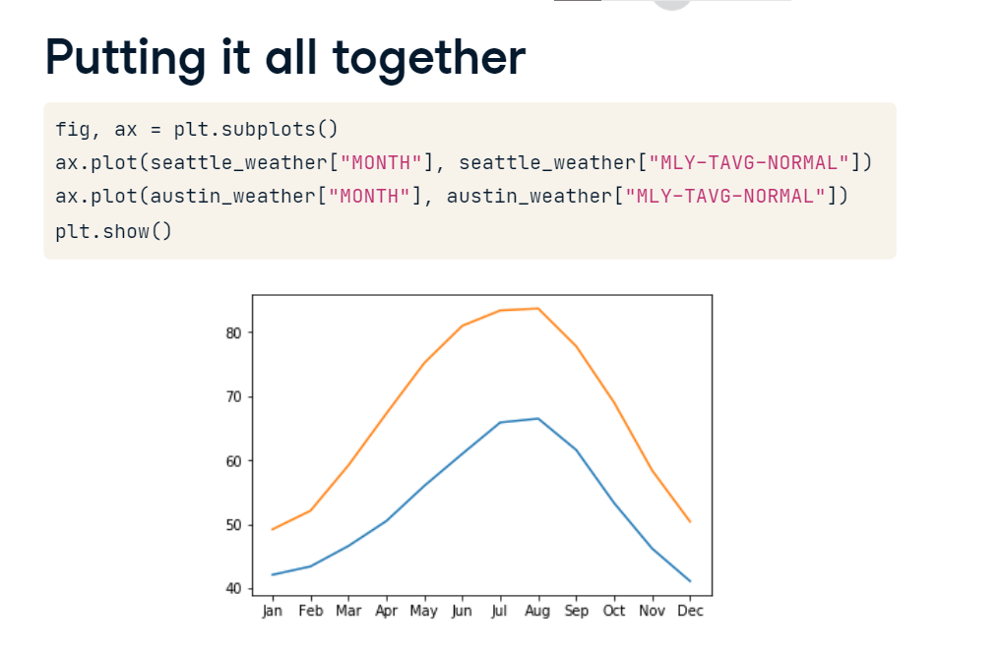 Putting it all together
fig, ax = plt.subplots()
ax.plot(seattle_weather["MONTH"], seattle_weather["MLY-TAVG-NORMAL"])
ax.plot(austin_weather["MONTH"], austin_weather["MLY-TAVG-NORMAL"])
plt.show()
80
70
60
50
40
Jan Feb Mar Apr May Jun Jul Aug Sep Oct Nov Dec